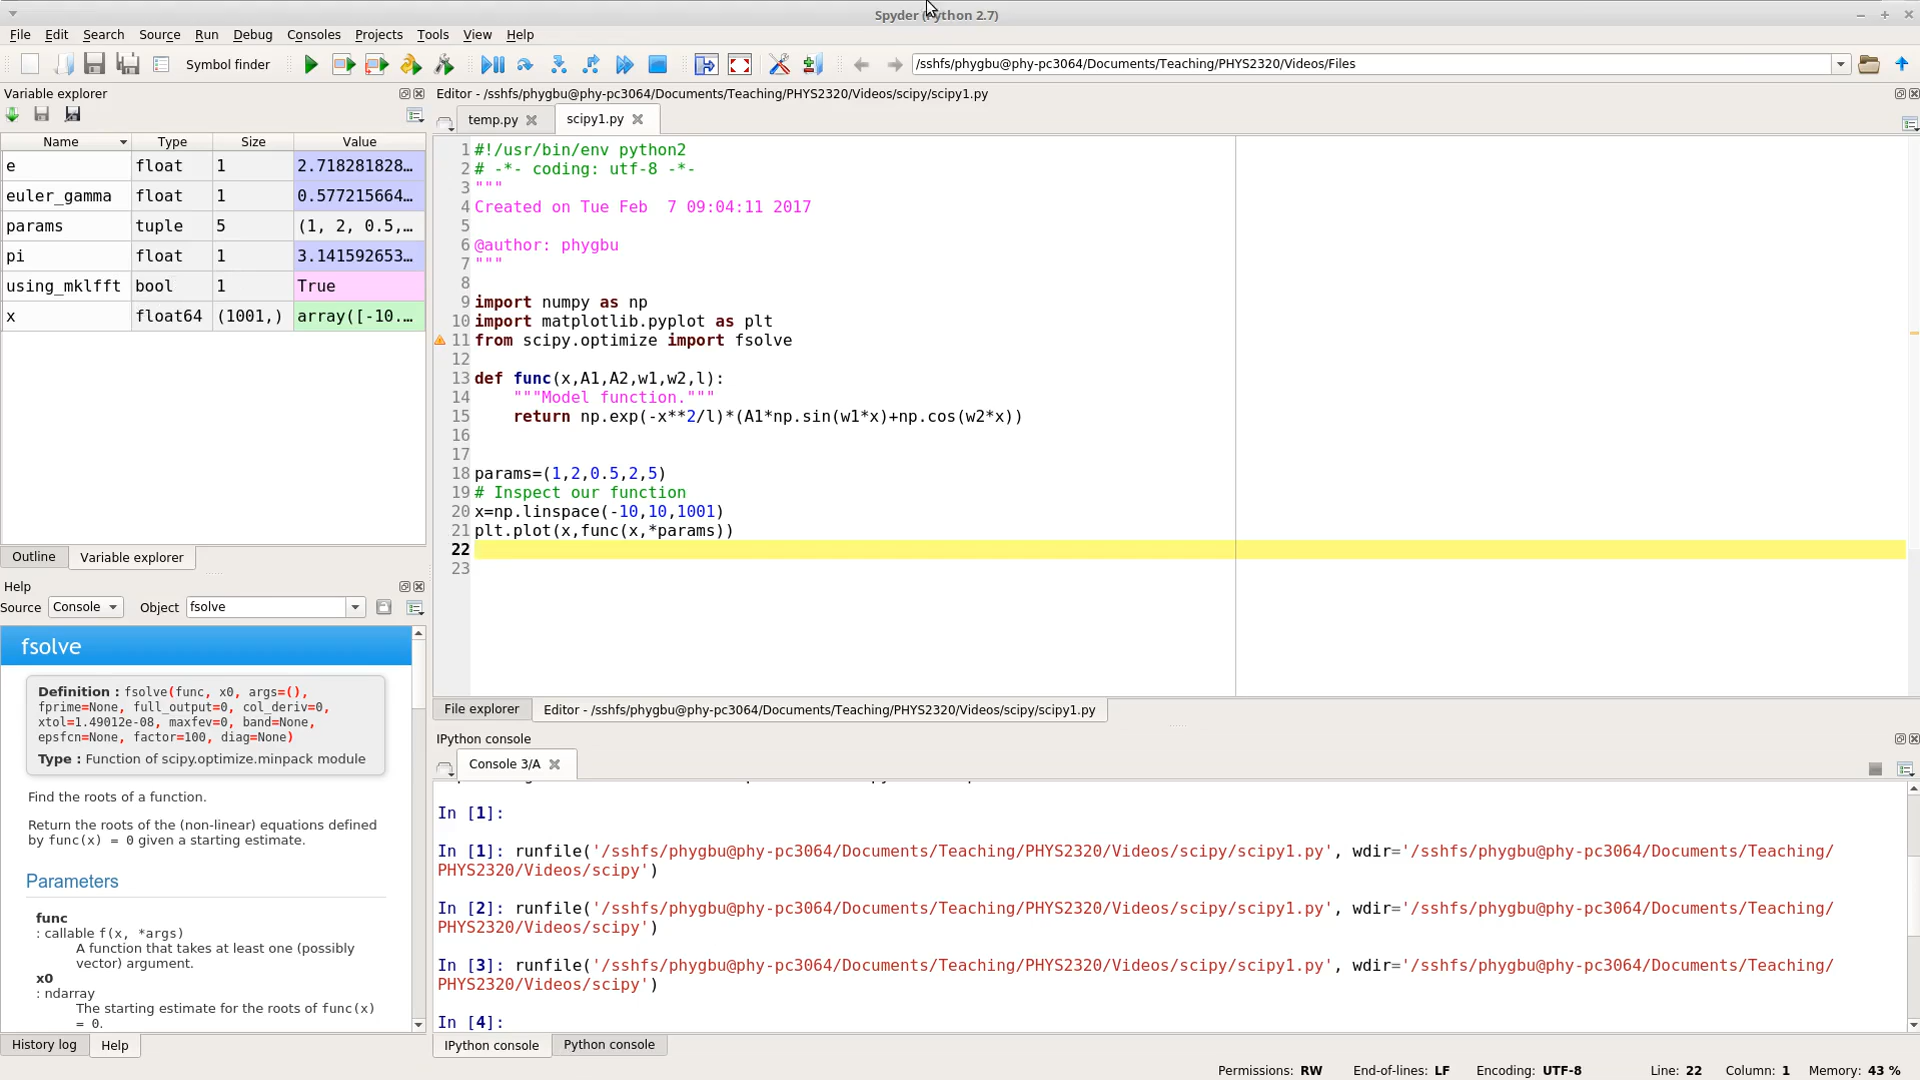 Spyder (Python 2.7)
File Edit Search Source Run Debug Consoles Projects Tools View Help
Symbol finder
/sshfs/phygbu@phy-pc3064/Documents/Teaching/PHYS2320/Videos/Files
Variable explorer
Name Type Size Value
e float 1 2.718281828…
euler_gamma float 1 0.577215664…
params tuple 5 (1, 2, 0.5,…
pi float 1 3.141592653…
using_mklfft bool 1 True
x float64 (1001,) array([-10.…
Outline Variable explorer
Help
Source Console Object fsolve
fsolve
Definition : fsolve(func, x0, args=(),
fprime=None, full_output=0, col_deriv=0,
xtol=1.49012e-08, maxfev=0, band=None,
epsfcn=None, factor=100, diag=None)
Type : Function of scipy.optimize.minpack module
Find the roots of a function.
Return the roots of the (non-linear) equations defined
by func(x) = 0 given a starting estimate.
Parameters
func
: callable f(x, *args)
A function that takes at least one (possibly
vector) argument.
x0
: ndarray
The starting estimate for the roots of func(x)
= 0.
History log Help
Editor - /sshfs/phygbu@phy-pc3064/Documents/Teaching/PHYS2320/Videos/scipy/scipy1.py
temp.py scipy1.py
1 #!/usr/bin/env python2
2 # -*- coding: utf-8 -*-
3 """
4 Created on Tue Feb  7 09:04:11 2017
5
6 @author: phygbu
7 """
8
9 import numpy as np
10 import matplotlib.pyplot as plt
11 from scipy.optimize import fsolve
12
13 def func(x,A1,A2,w1,w2,l):
14     """Model function."""
15     return np.exp(-x**2/l)*(A1*np.sin(w1*x)+np.cos(w2*x))
16
17
18 params=(1,2,0.5,2,5)
19 # Inspect our function
20 x=np.linspace(-10,10,1001)
21 plt.plot(x,func(x,*params))
22
23
File explorer Editor - /sshfs/phygbu@phy-pc3064/Documents/Teaching/PHYS2320/Videos/scipy/scipy1.py
IPython console
Console 3/A
In [1]:
In [1]: runfile('/sshfs/phygbu@phy-pc3064/Documents/Teaching/PHYS2320/Videos/scipy/scipy1.py', wdir='/sshfs/phygbu@phy-pc3064/Documents/Teaching/
PHYS2320/Videos/scipy')
In [2]: runfile('/sshfs/phygbu@phy-pc3064/Documents/Teaching/PHYS2320/Videos/scipy/scipy1.py', wdir='/sshfs/phygbu@phy-pc3064/Documents/Teaching/
PHYS2320/Videos/scipy')
In [3]: runfile('/sshfs/phygbu@phy-pc3064/Documents/Teaching/PHYS2320/Videos/scipy/scipy1.py', wdir='/sshfs/phygbu@phy-pc3064/Documents/Teaching/
PHYS2320/Videos/scipy')
In [4]:
IPython console Python console
Permissions: RW End-of-lines: LF Encoding: UTF-8 Line: 22 Column: 1 Memory: 43 %